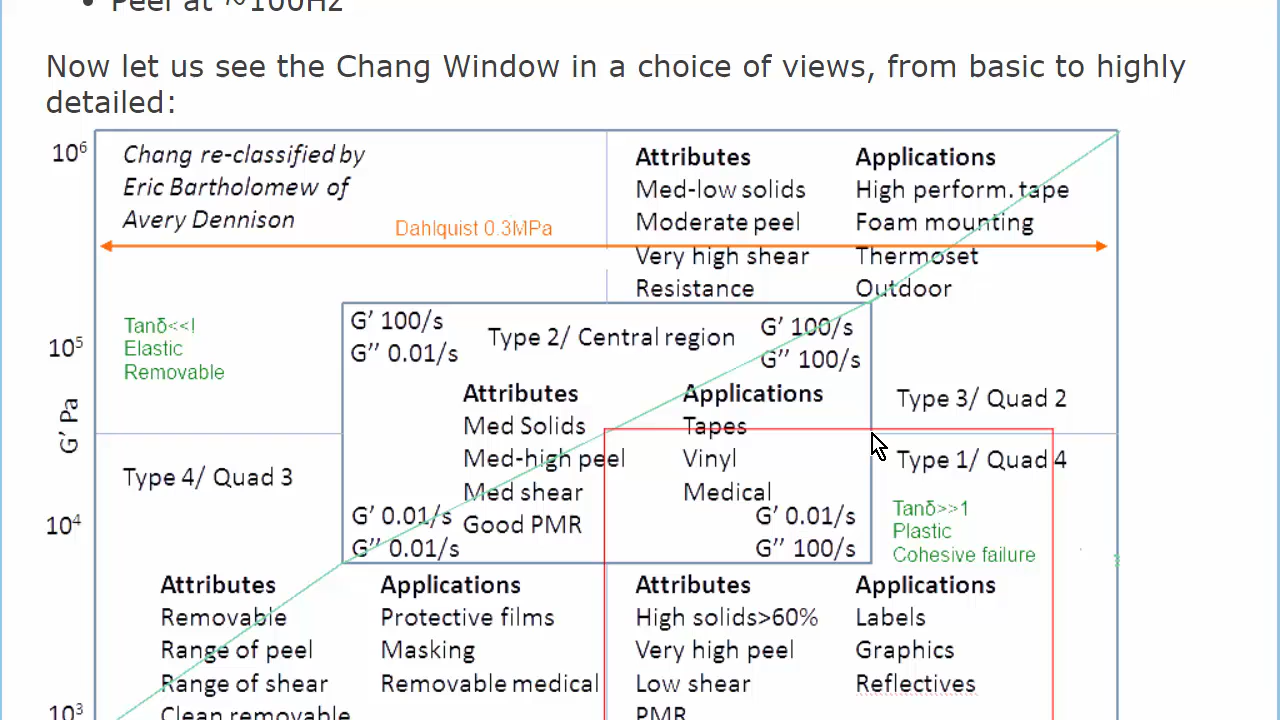 • Peel at ~100Hz
Now let us see the Chang Window in a choice of views, from basic to highly
detailed:
10⁶
Chang re-classified by
Eric Bartholomew of
Avery Dennison
Dahlquist 0.3MPa
Attributes
Med-low solids
Moderate peel
Very high shear
Resistance
Applications
High perform. tape
Foam mounting
Thermoset
Outdoor
Tanδ<<!
Elastic
Removable
10⁵
G' Pa
G' 100/s
G'' 0.01/s
Type 2/ Central region
G' 100/s
G'' 100/s
Attributes
Med Solids
Med-high peel
Med shear
Good PMR
Applications
Tapes
Vinyl
Medical
G' 0.01/s
G'' 0.01/s
G' 0.01/s
G'' 100/s
Type 3/ Quad 2
Type 4/ Quad 3
Type 1/ Quad 4
Tanδ>>1
Plastic
Cohesive failure
10⁴
Attributes
Removable
Range of peel
Range of shear
Clean removable
Applications
Protective films
Masking
Removable medical
Attributes
High solids>60%
Very high peel
Low shear
PMR
Applications
Labels
Graphics
Reflectives
10³